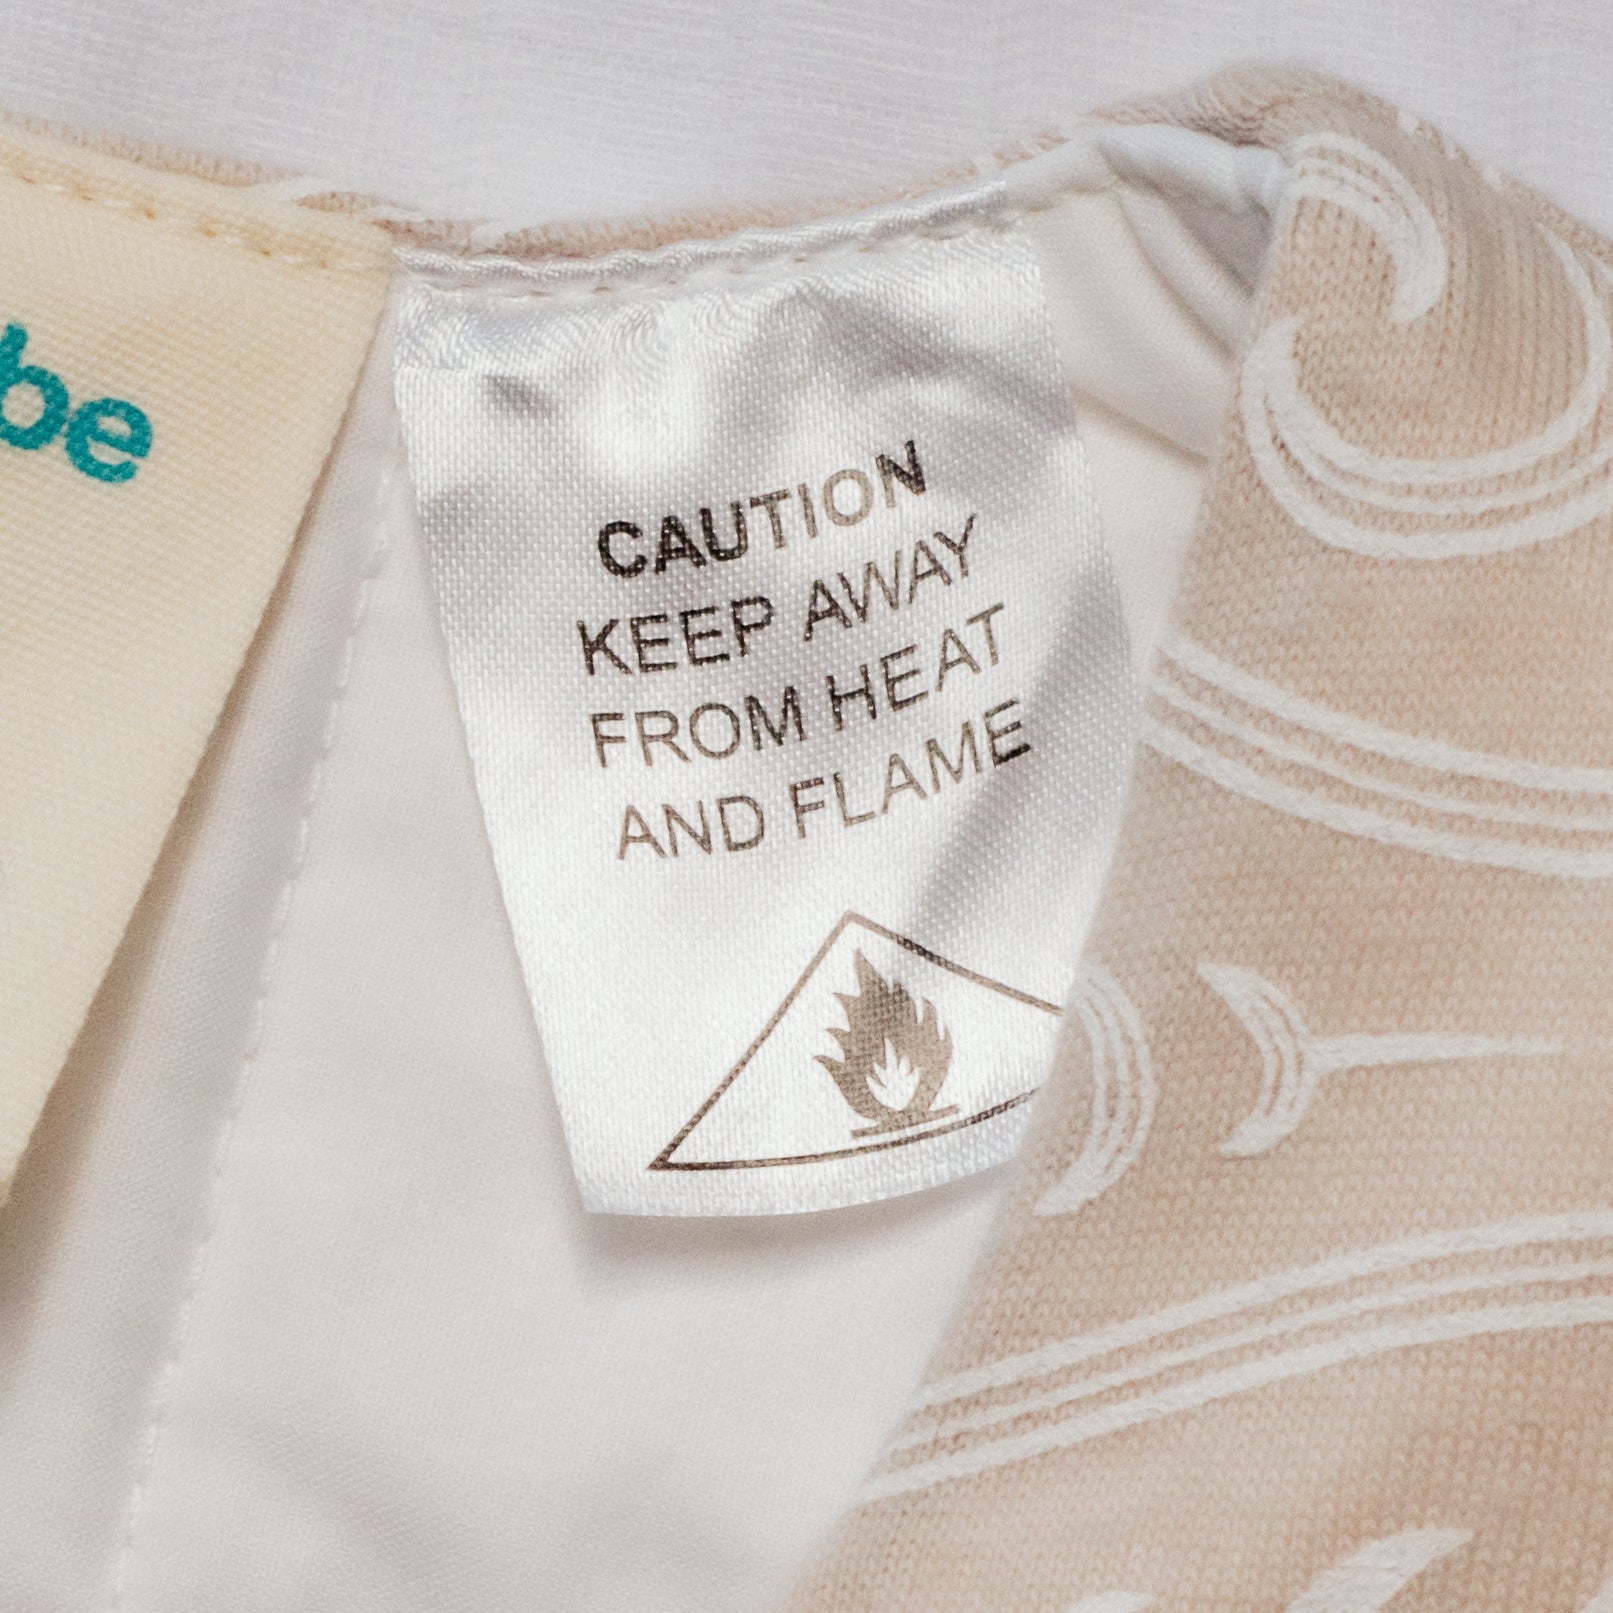 be
CAUTION
KEEP AWAY
FROM HEAT
AND FLAME